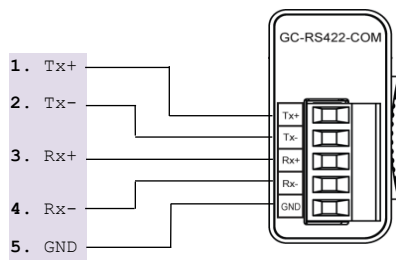 GC-RS422-COM
1. Tx+
2. Tx-
3. Rx+
4. Rx-
5. GND
Tx+
Tx-
Rx+
Rx-
GND